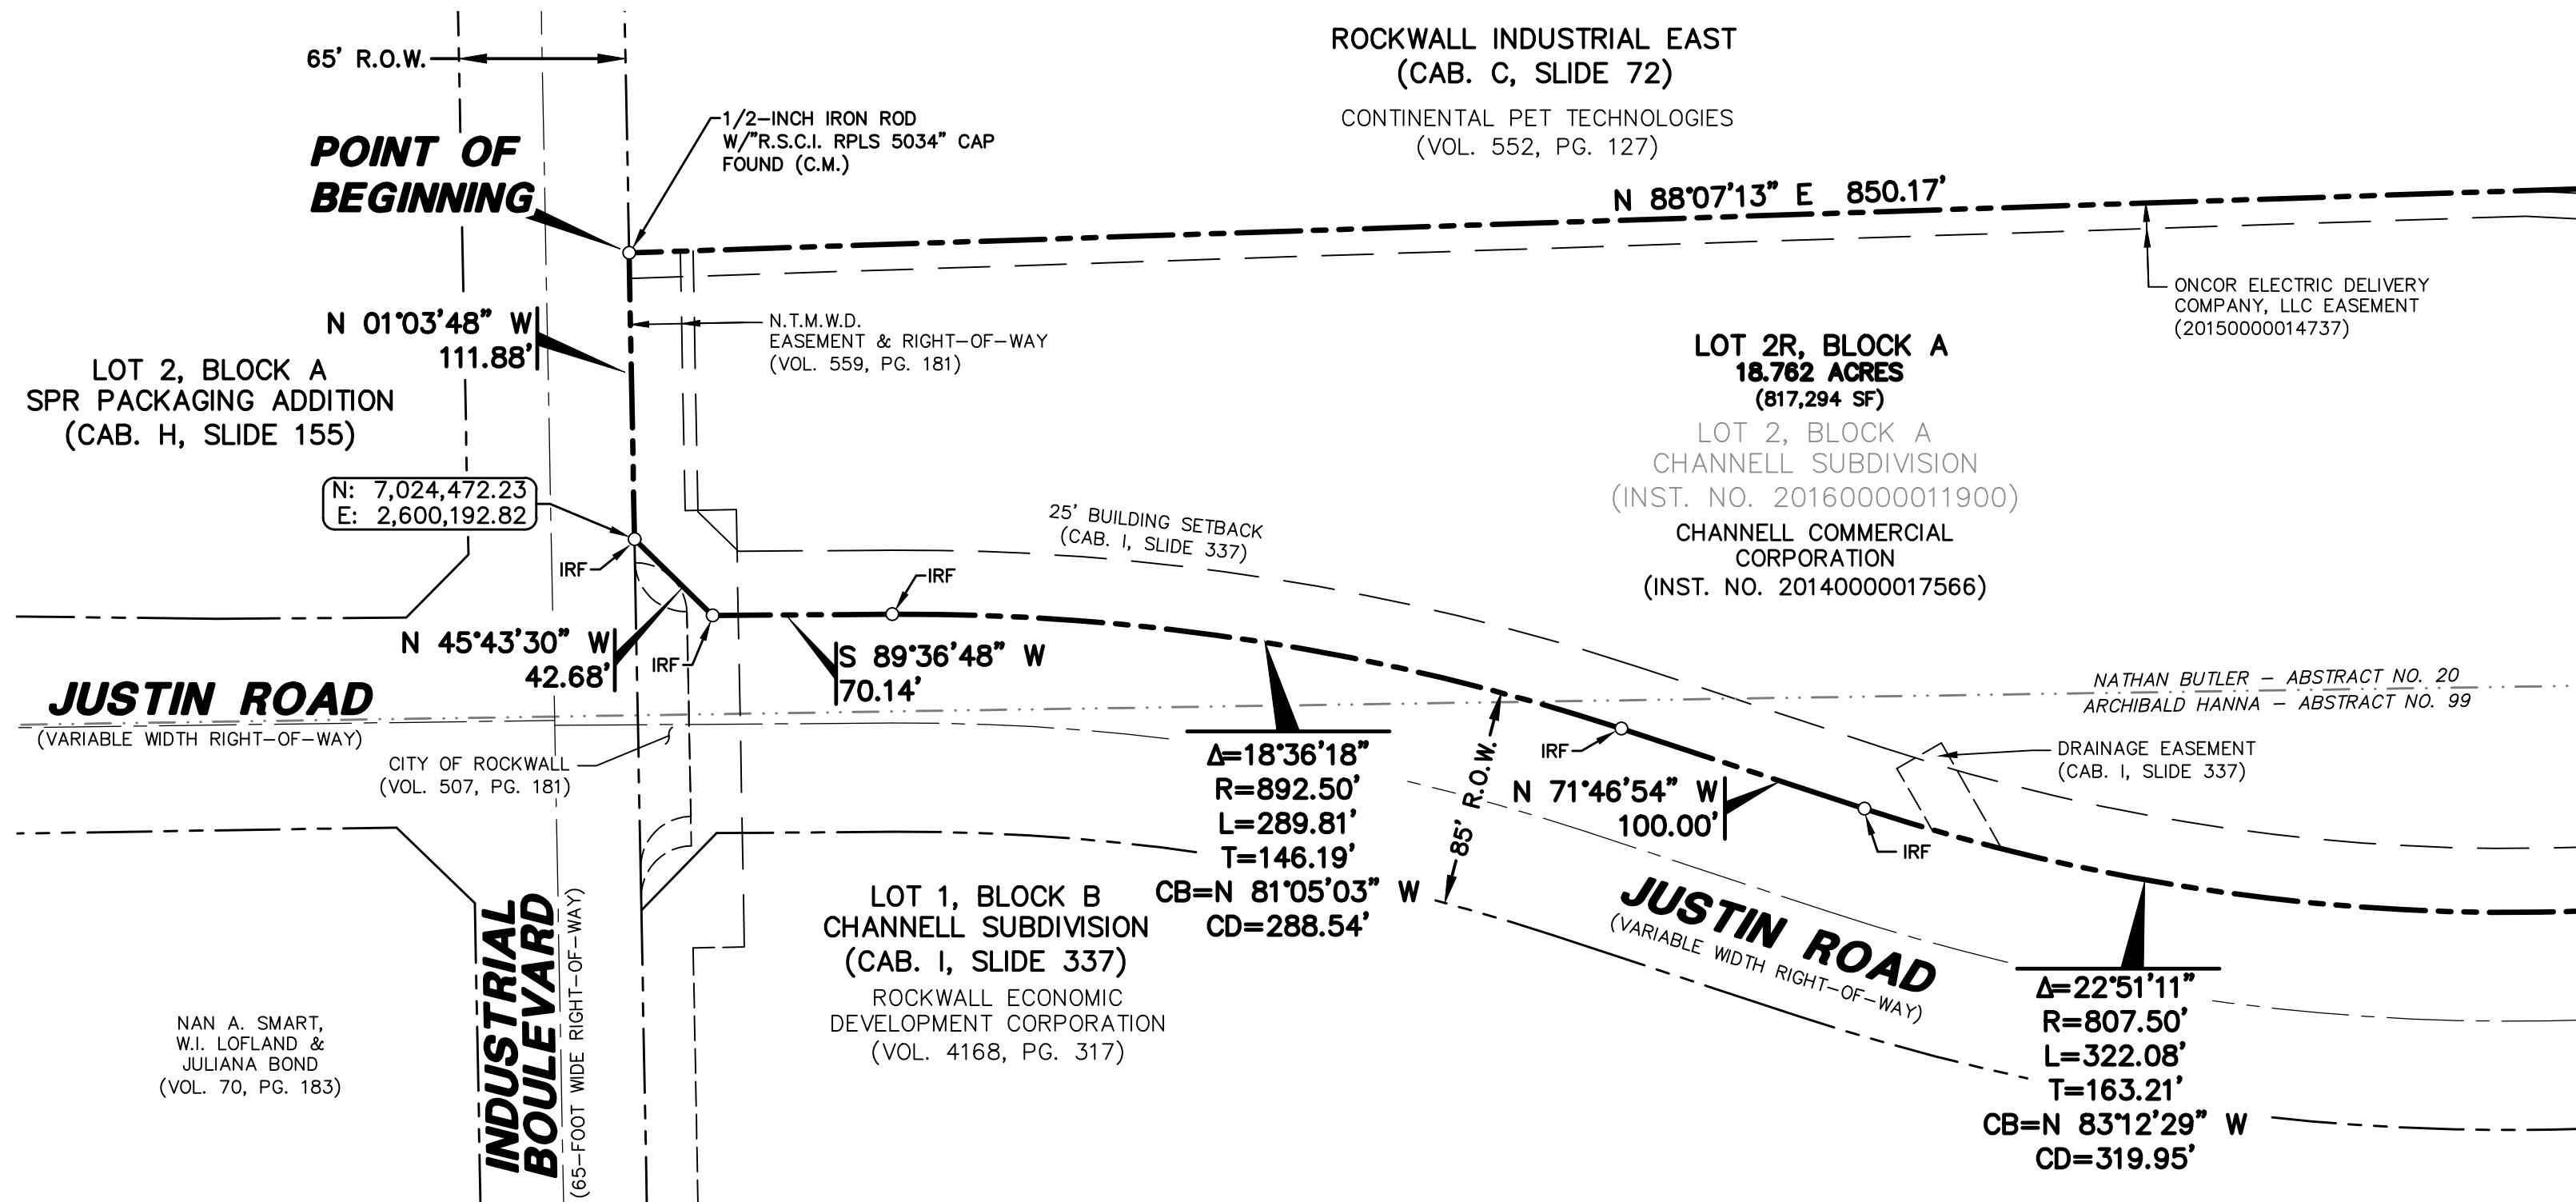 65' R.O.W.
ROCKWALL INDUSTRIAL EAST
(CAB. C, SLIDE 72)
CONTINENTAL PET TECHNOLOGIES
(VOL. 552, PG. 127)
1/2-INCH IRON ROD
W/"R.S.C.I. RPLS 5034" CAP
FOUND (C.M.)
POINT OF
BEGINNING
N 88°07'13" E 850.17'
ONCOR ELECTRIC DELIVERY
COMPANY, LLC EASEMENT
(20150000014737)
N 01°03'48" W
111.88'
N.T.M.W.D.
EASEMENT & RIGHT-OF-WAY
(VOL. 559, PG. 181)
LOT 2, BLOCK A
SPR PACKAGING ADDITION
(CAB. H, SLIDE 155)
LOT 2R, BLOCK A
18.762 ACRES
(817,294 SF)
LOT 2, BLOCK A
CHANNELL SUBDIVISION
(INST. NO. 20160000011900)
CHANNELL COMMERCIAL
CORPORATION
(INST. NO. 20140000017566)
N: 7,024,472.23
E: 2,600,192.82
25' BUILDING SETBACK
(CAB. I, SLIDE 337)
IRF
IRF
IRF
N 45°43'30" W
42.68'
S 89°36'48" W
70.14'
JUSTIN ROAD
(VARIABLE WIDTH RIGHT-OF-WAY)
CITY OF ROCKWALL
(VOL. 507, PG. 181)
NATHAN BUTLER - ABSTRACT NO. 20
ARCHIBALD HANNA - ABSTRACT NO. 99
DRAINAGE EASEMENT
(CAB. I, SLIDE 337)
IRF
N 71°46'54" W
100.00'
IRF
85' R.O.W.
Δ=18°36'18"
R=892.50'
L=289.81'
T=146.19'
CB=N 81°05'03" W
CD=288.54'
JUSTIN ROAD
(VARIABLE WIDTH RIGHT-OF-WAY)
LOT 1, BLOCK B
CHANNELL SUBDIVISION
(CAB. I, SLIDE 337)
ROCKWALL ECONOMIC
DEVELOPMENT CORPORATION
(VOL. 4168, PG. 317)
INDUSTRIAL
BOULEVARD
(65-FOOT WIDE RIGHT-OF-WAY)
NAN A. SMART,
W.I. LOFLAND &
JULIANA BOND
(VOL. 70, PG. 183)
Δ=22°51'11"
R=807.50'
L=322.08'
T=163.21'
CB=N 83°12'29" W
CD=319.95'